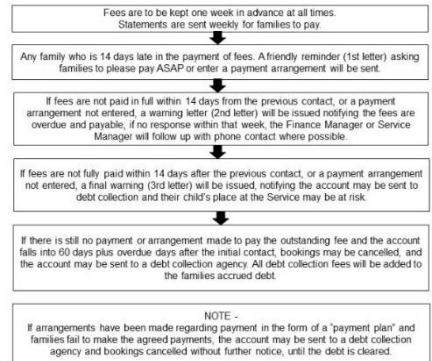 Fees are to be kept one week in advance at all times.
Statements are sent weekly for families to pay.
Any family who is 14 days late in the payment of fees. A friendly reminder (1st letter) asking
families to please pay ASAP or enter a payment arrangement will be sent.
If fees are not paid in full within 14 days from the previous contact, or a payment
arrangement not entered, a warning letter (2nd letter) will be issued notifying the fees are
overdue and payable, if no response within that week, the Finance Manager or Service
Manager will follow up with phone contact where possible.
If fees are not fully paid within 14 days after the previous contact, or a payment arrangement
not entered, a final warning (3rd letter) will be issued, notifying the account may be sent to
debt collection and their child's place at the Service may be at risk.
If there is still no payment or arrangement made to pay the outstanding fee and the account
falls into 60 days plus overdue days after the initial contact, bookings may be cancelled, and
the account may be sent to a debt collection agency. All debt collection fees will be added to
the families accrued debt.
NOTE -
If arrangements have been made regarding payment in the form of a "payment plan" and
families fail to make the agreed payments, the account may be sent to a debt collection
agency and bookings cancelled without further notice, until the debt is cleared.